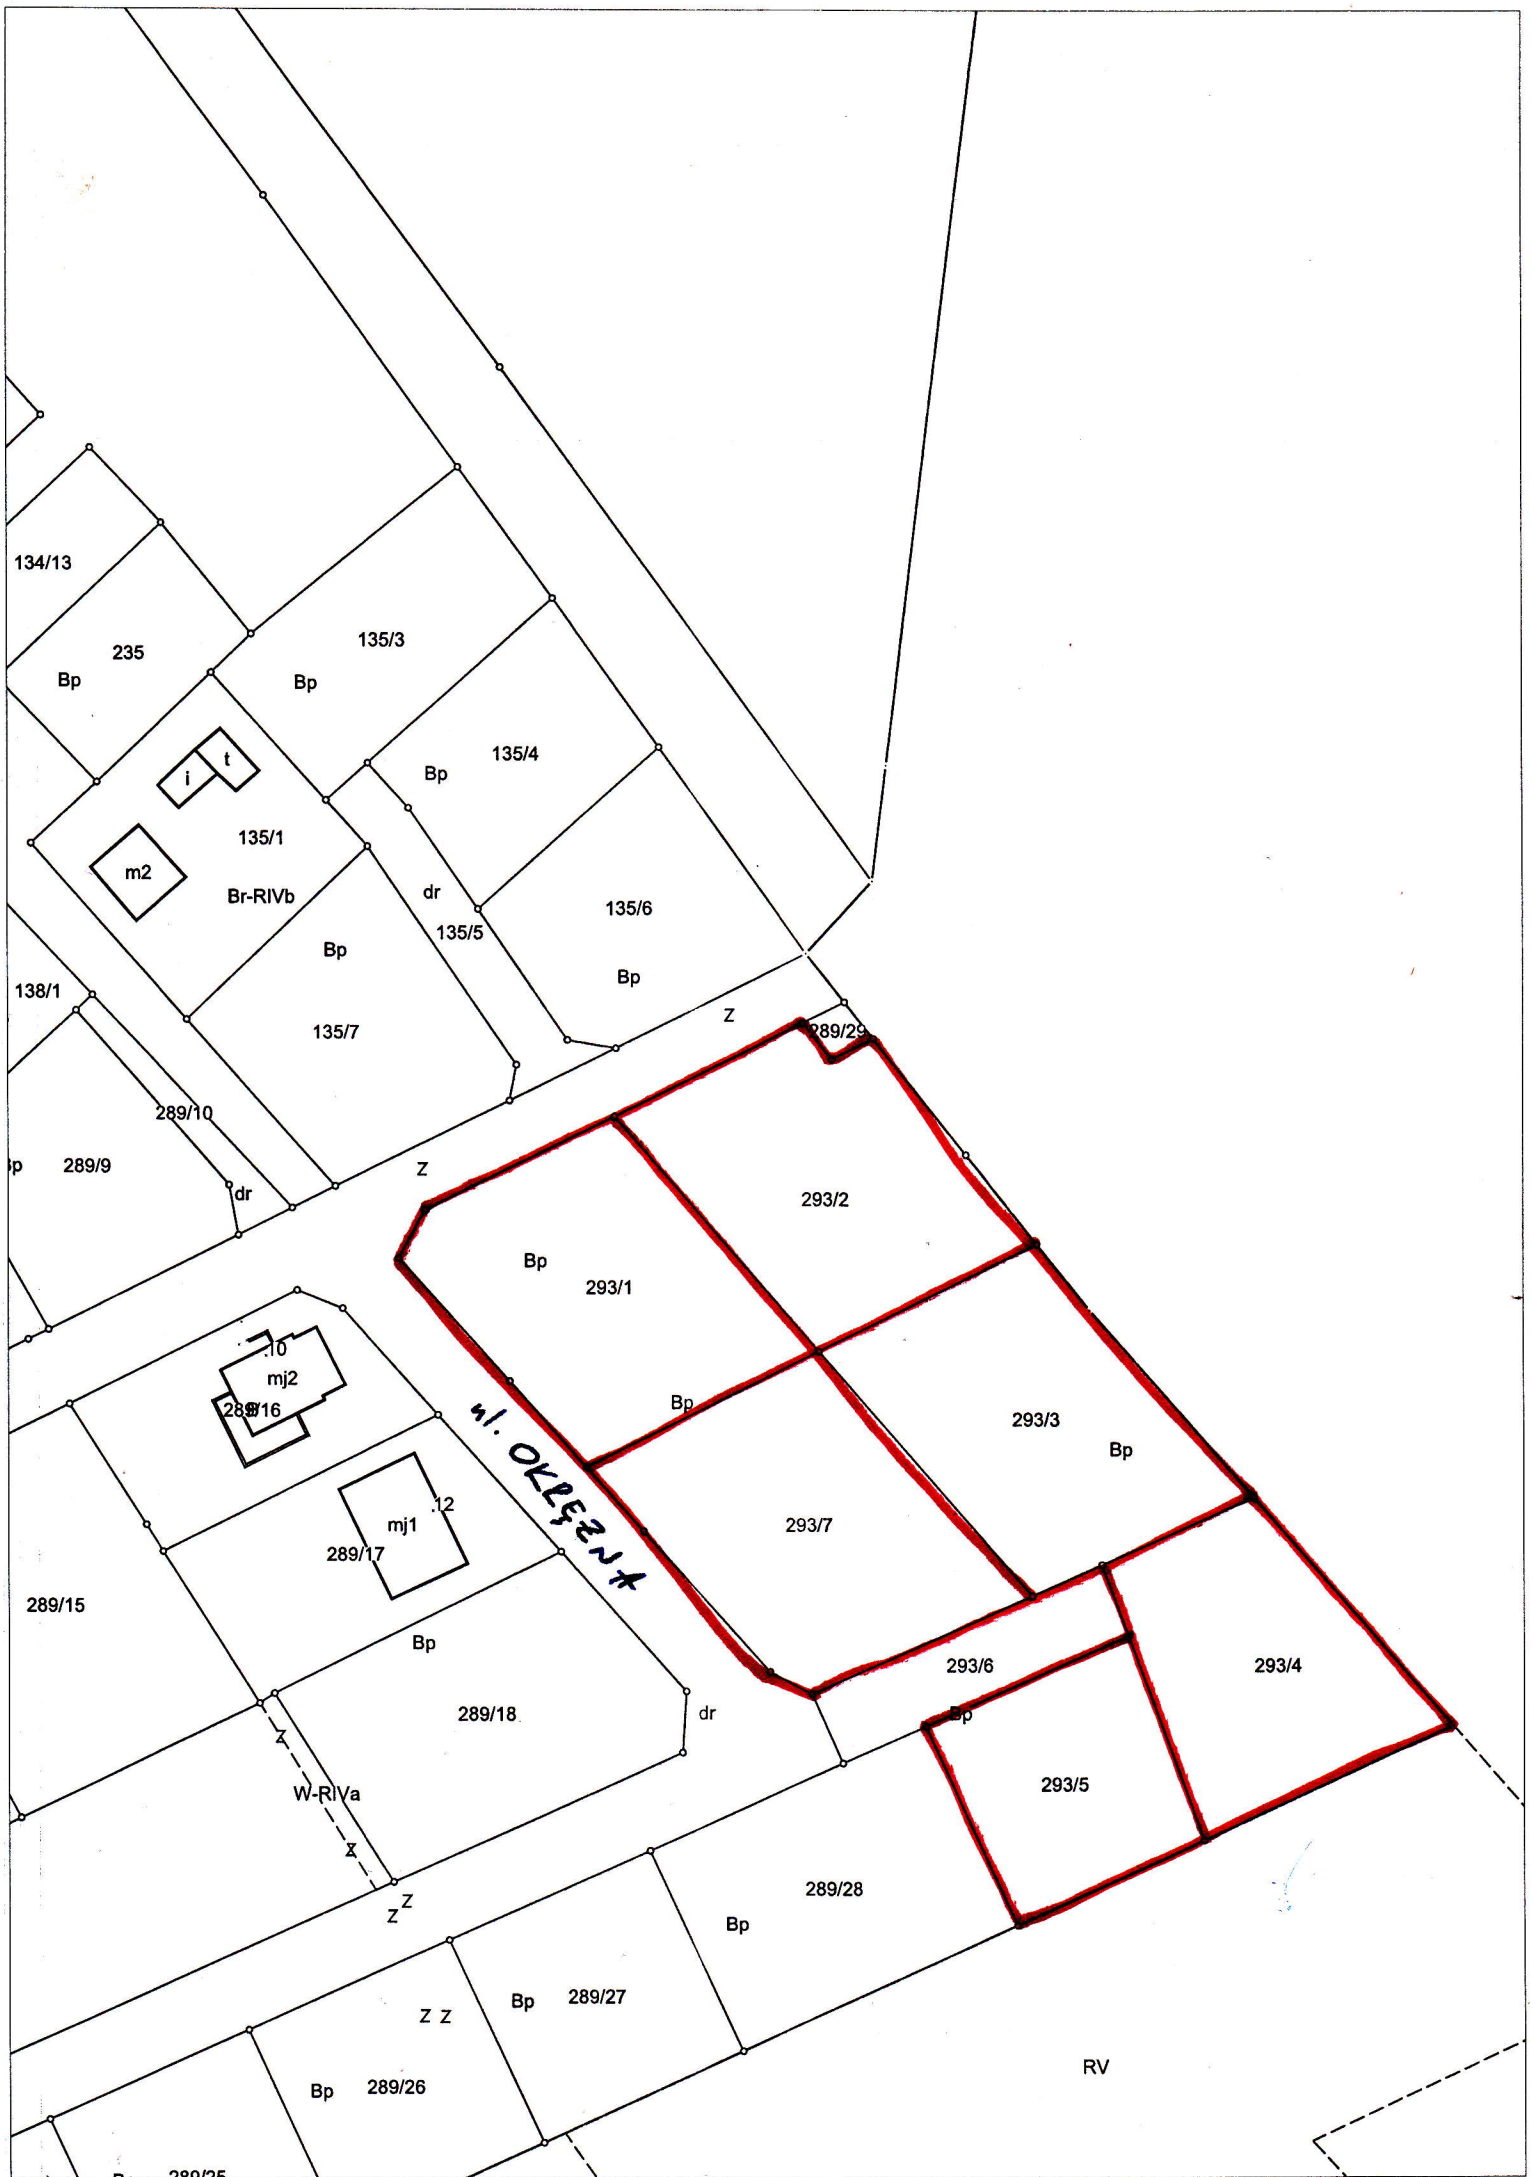 134/13
235
Bp
135/3
Bp
135/4
Bp
t
i
135/1
m2
Br-RIVb
dr
135/5
135/6
Bp
Bp
138/1
135/7
Z
289/29
289/10
289/9
dr
Z
293/2
Bp
293/1
.10
mj2
289/16
Bp
293/3
Bp
ul. OKRĘŻNA
.12
mj1
289/17
293/7
289/15
Bp
293/6
293/4
289/18
dr
Bp
293/5
W-RIVa
289/28
Bp
Z
Z
Bp
289/27
Z Z
RV
Bp
289/26
289/25